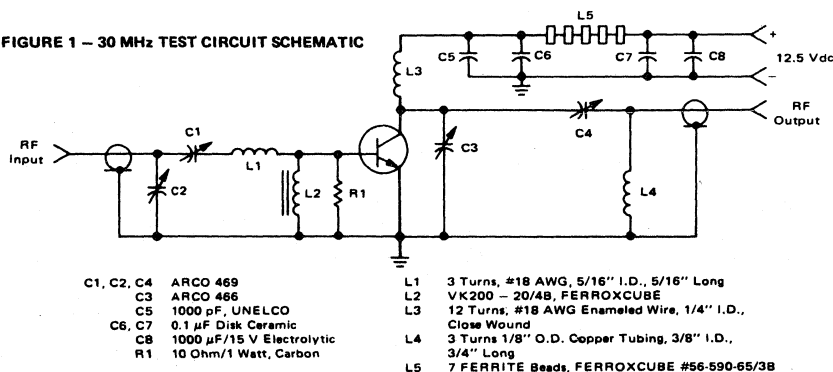 FIGURE 1 – 30 MHz TEST CIRCUIT SCHEMATIC
L5
+
C5
C6
C7
C8
12.5 Vdc
–
L3
RF
Output
C4
C1
RF
Input
L1
C3
C2
L2
R1
L4
C1, C2, C4 ARCO 469
C3 ARCO 466
C5 1000 pF, UNELCO
C6, C7 0.1 µF Disk Ceramic
C8 1000 µF/15 V Electrolytic
R1 10 Ohm/1 Watt, Carbon
L1 3 Turns, #18 AWG, 5/16" I.D., 5/16" Long
L2 VK200 – 20/4B, FERROXCUBE
L3 12 Turns, #18 AWG Enameled Wire, 1/4" I.D.,
Close Wound
L4 3 Turns 1/8" O.D. Copper Tubing, 3/8" I.D.,
3/4" Long
L5 7 FERRITE Beads, FERROXCUBE #56-590-65/3B